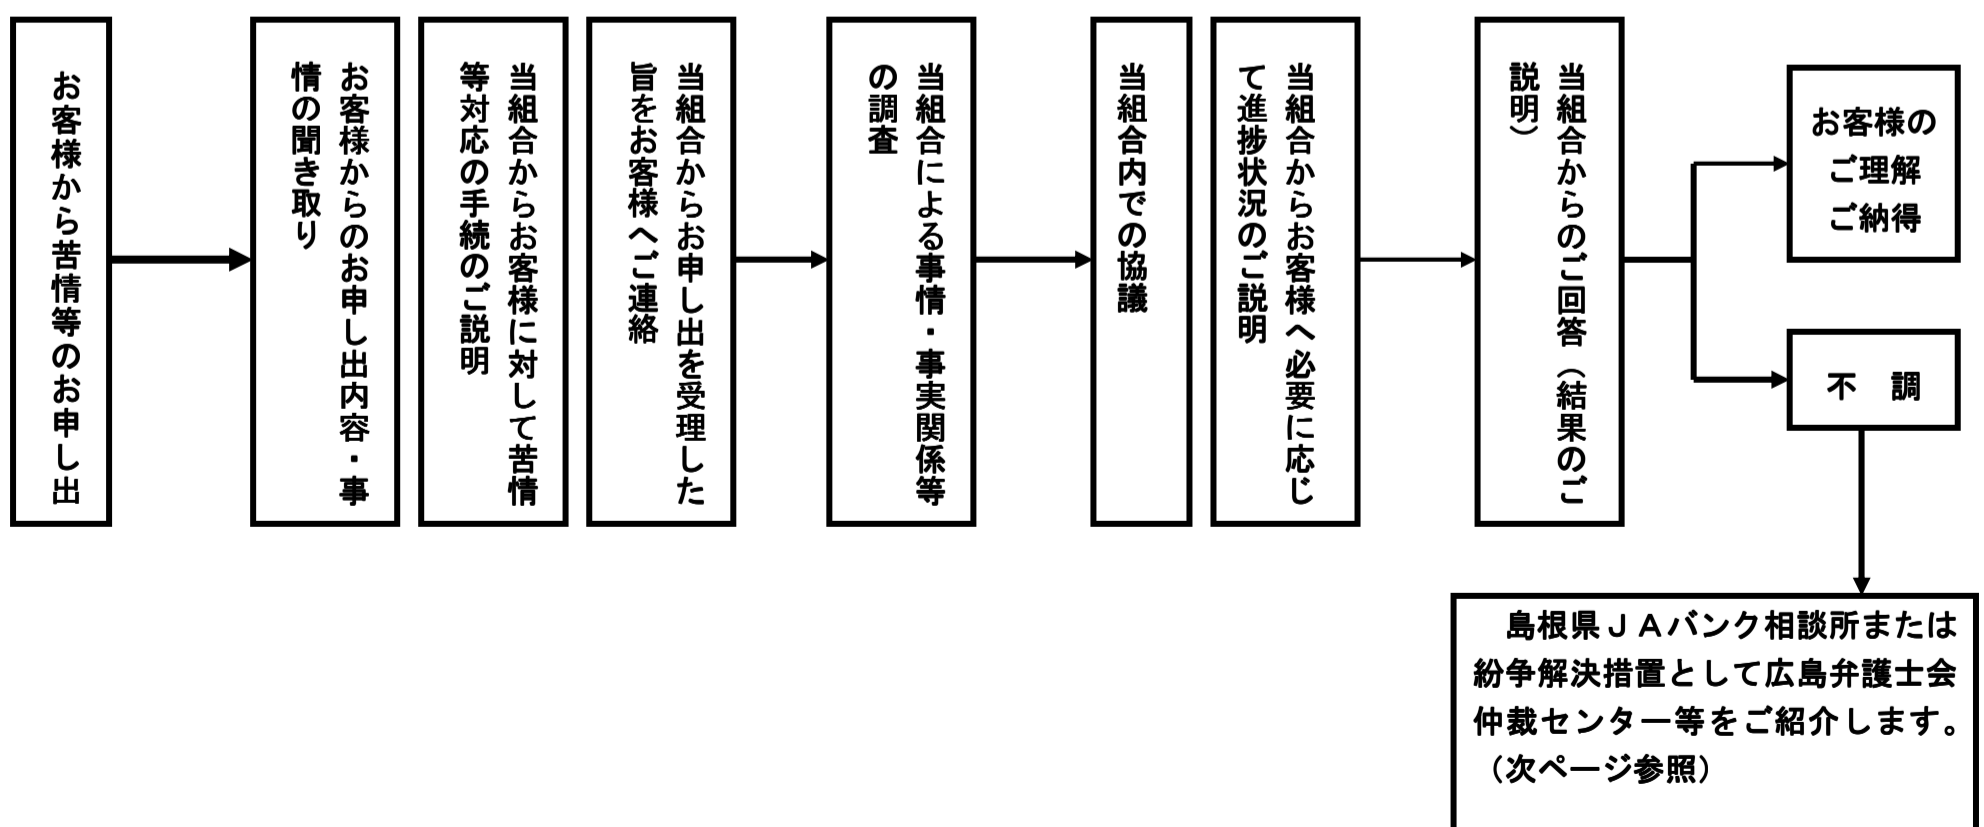 お客様から苦情等のお申し出
お客様からのお申し出内容・事
情の聞き取り
当組合からお客様に対して苦情
等対応の手続のご説明
当組合からお申し出を受理した
旨をお客様へご連絡
当組合による事情・事実関係等
の調査
当組合内での協議
当組合からお客様へ必要に応じ
て進捗状況のご説明
当組合からのご回答（結果のご
説明）
お客様の
ご理解
ご納得
不　調
島根県ＪＡバンク相談所または
紛争解決措置として広島弁護士会
仲裁センター等をご紹介します。
（次ページ参照）